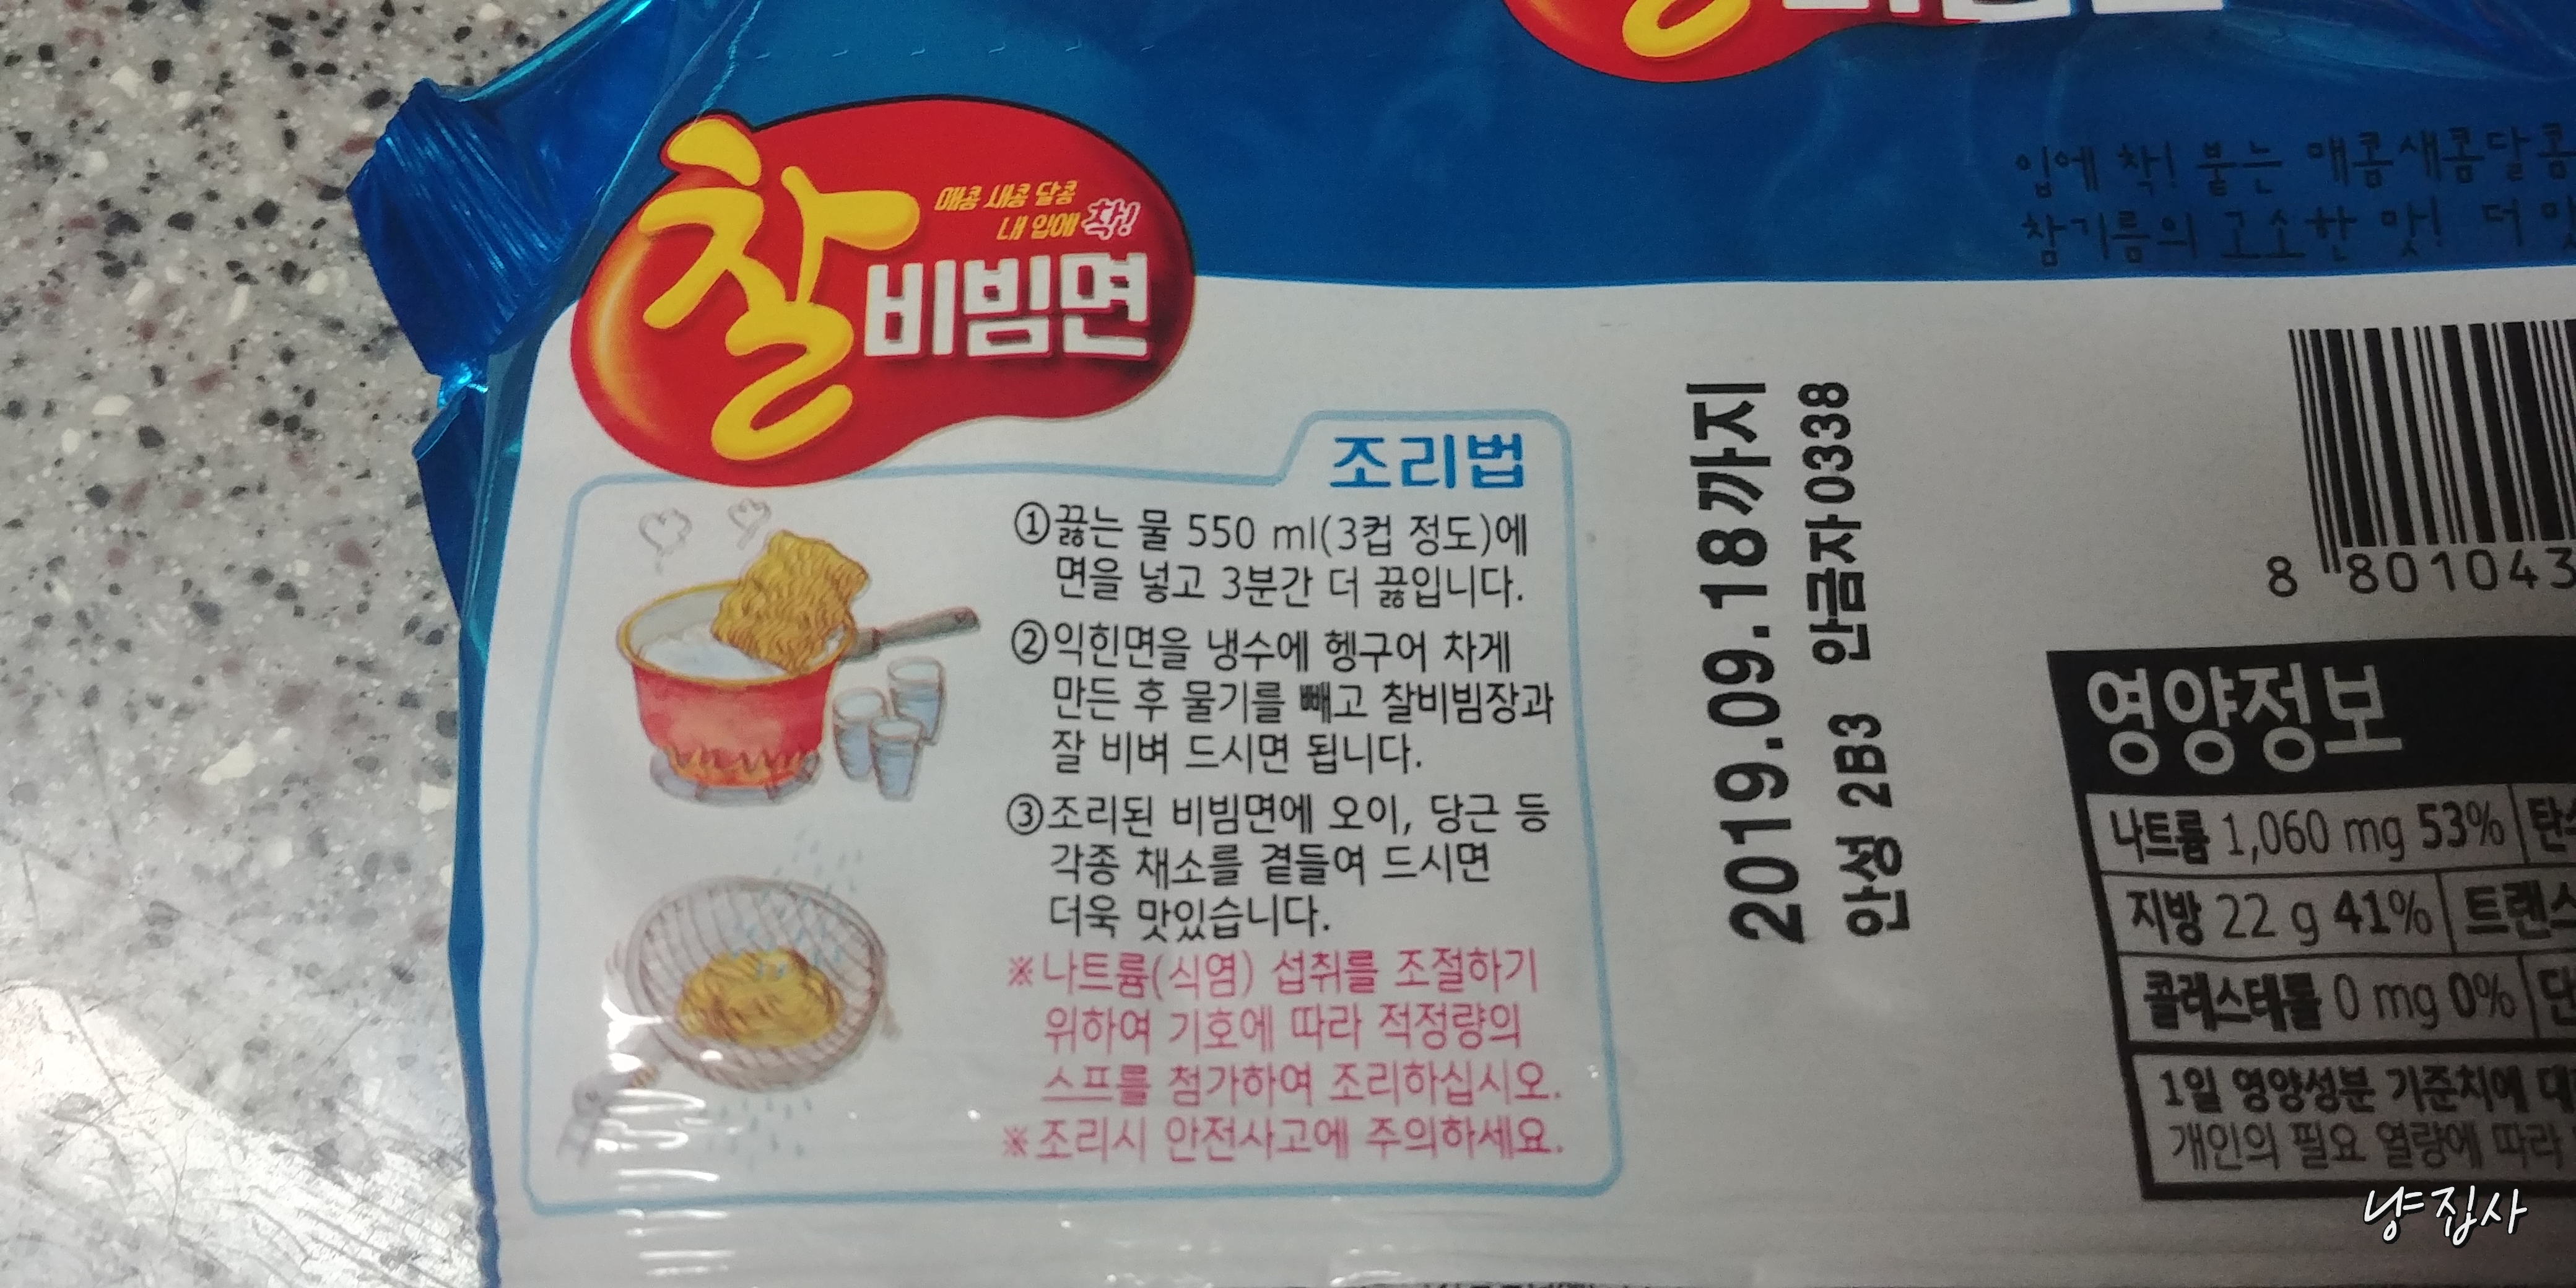 찰
매콤 새콤 달콤
내 입에 착!
비빔면
입에 착! 붙는 매콤새콤달콤
참기름의 고소한 맛! 더
조리법
①끓는 물 550 ml(3컵 정도)에
면을 넣고 3분간 더 끓입니다.
②익힌면을 냉수에 헹구어 차게
만든 후 물기를 빼고 찰비빔장과
잘 비벼 드시면 됩니다.
③조리된 비빔면에 오이, 당근 등
각종 채소를 곁들여 드시면
더욱 맛있습니다.
※나트륨(식염) 섭취를 조절하기
위하여 기호에 따라 적정량의
스프를 첨가하여 조리하십시오.
※조리시 안전사고에 주의하세요.
2019.09.18까지
안성 2B3 안금자0338
8 801043
영양정보
나트륨 1,060 mg 53%
지방 22 g 41% 트랜스
콜레스테롤 0 mg 0%
1일 영양성분 기준치에
개인의 필요 열량에 따라
냥집사